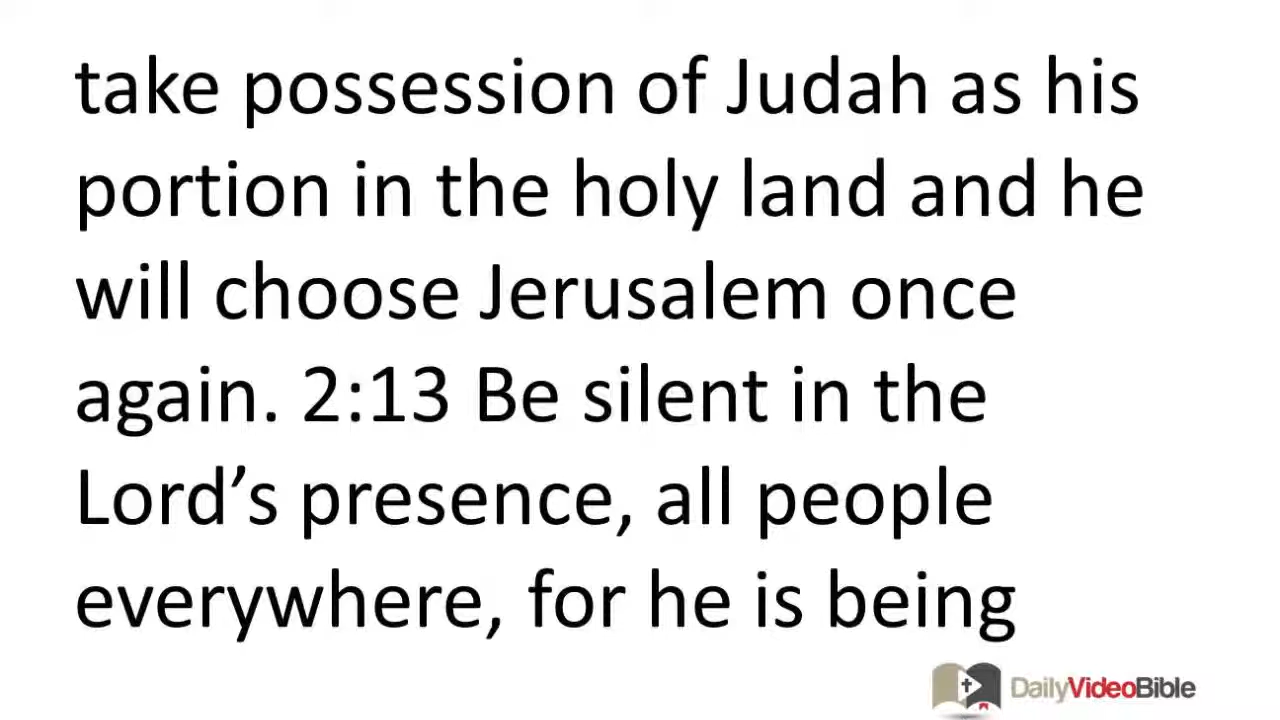 take possession of Judah as his
portion in the holy land and he
will choose Jerusalem once
again. 2:13 Be silent in the
Lord’s presence, all people
everywhere, for he is being
DailyVideoBible